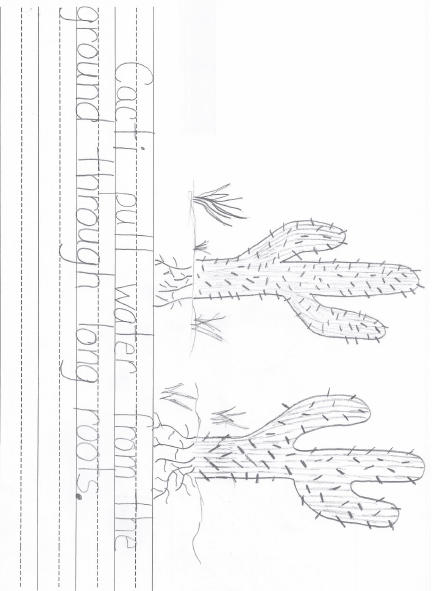 Cacti pull water from the
ground through long roots.